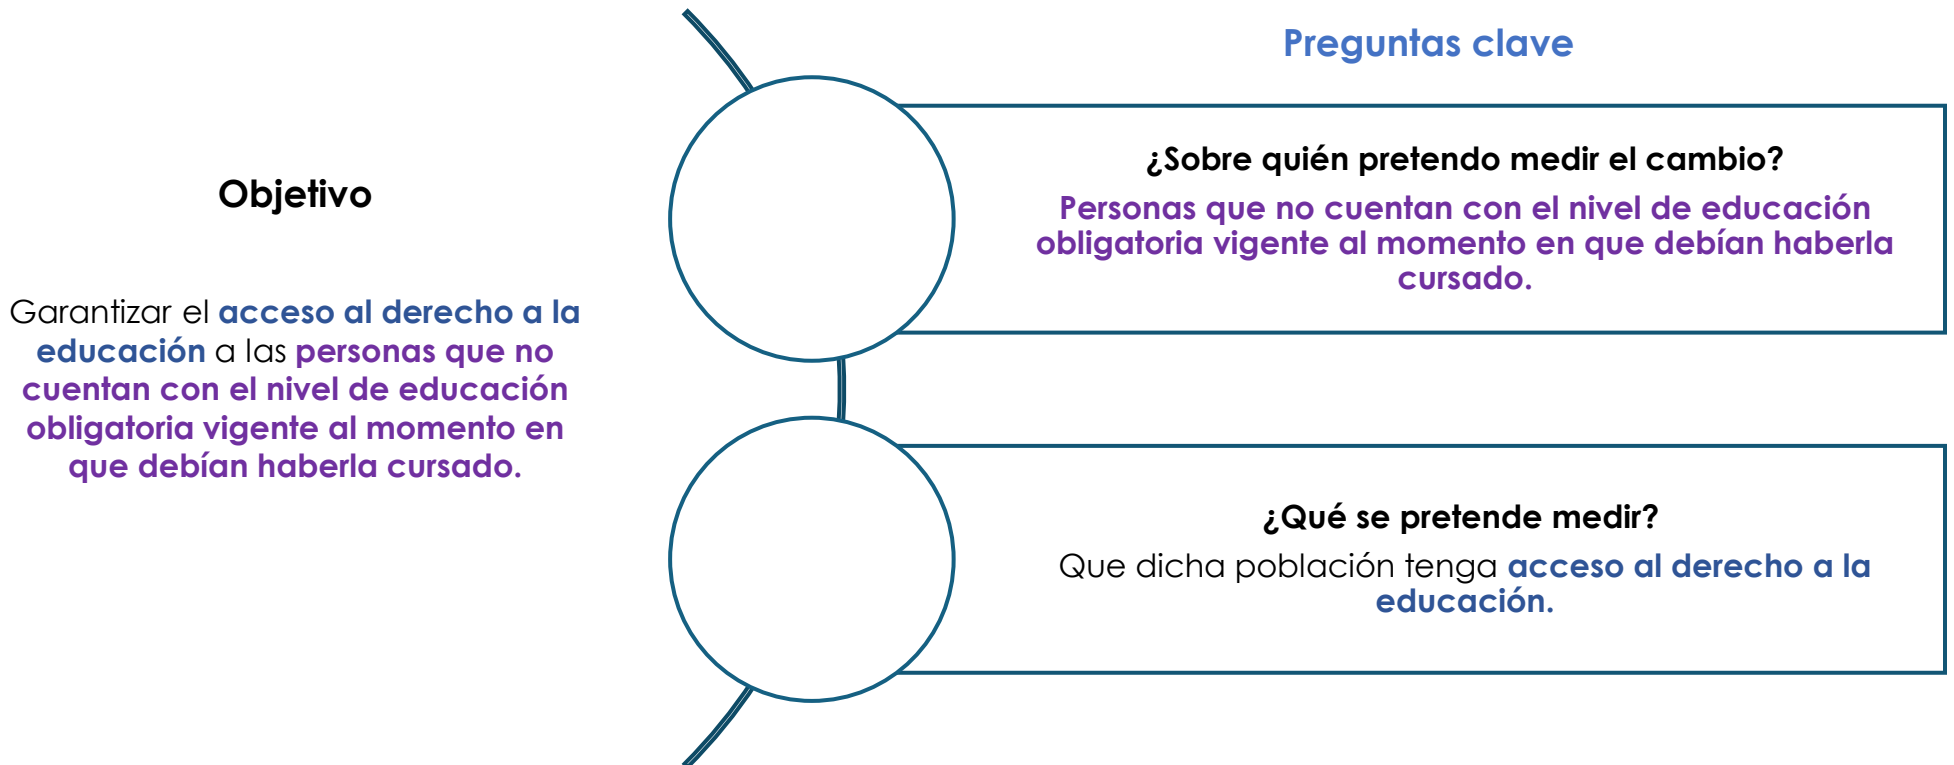 Objetivo
Garantizar el acceso al derecho a la
educación a las personas que no
cuentan con el nivel de educación
obligatoria vigente al momento en
que debían haberla cursado.
Preguntas clave
¿Sobre quién pretendo medir el cambio?
Personas que no cuentan con el nivel de educación
obligatoria vigente al momento en que debían haberla
cursado.
¿Qué se pretende medir?
Que dicha población tenga acceso al derecho a la
educación.